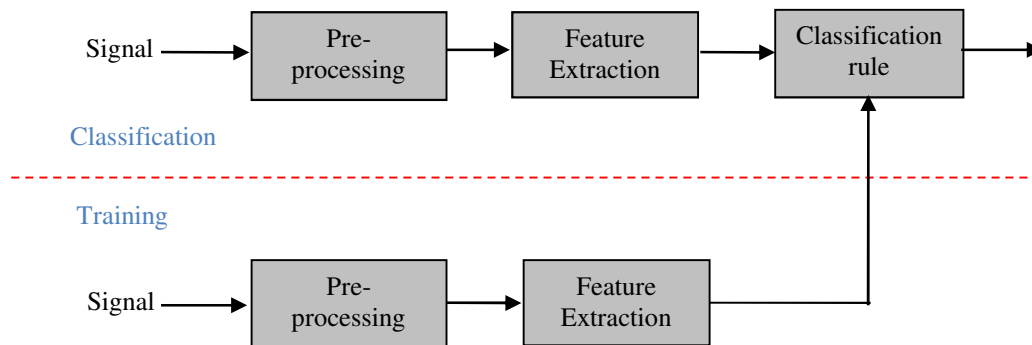 Signal
Pre-
processing
Feature
Extraction
Classification
rule
Classification
Training
Signal
Pre-
processing
Feature
Extraction